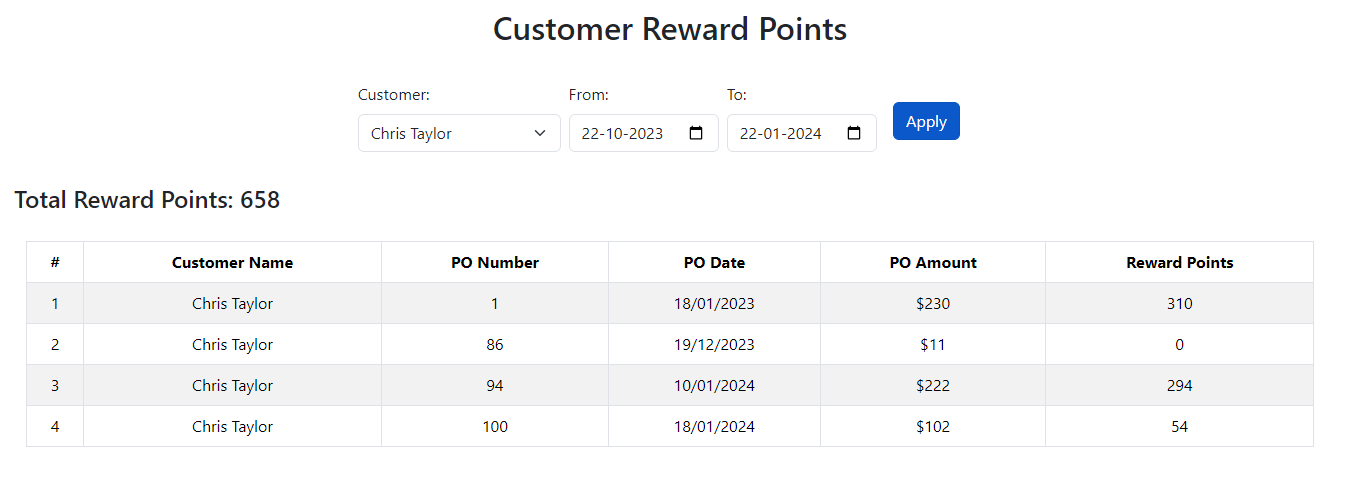 Customer Reward Points
Customer: From: To:
Chris Taylor 22-10-2023 22-01-2024 Apply
Total Reward Points: 658
# Customer Name PO Number PO Date PO Amount Reward Points
1 Chris Taylor 1 18/01/2023 $230 310
2 Chris Taylor 86 19/12/2023 $11 0
3 Chris Taylor 94 10/01/2024 $222 294
4 Chris Taylor 100 18/01/2024 $102 54